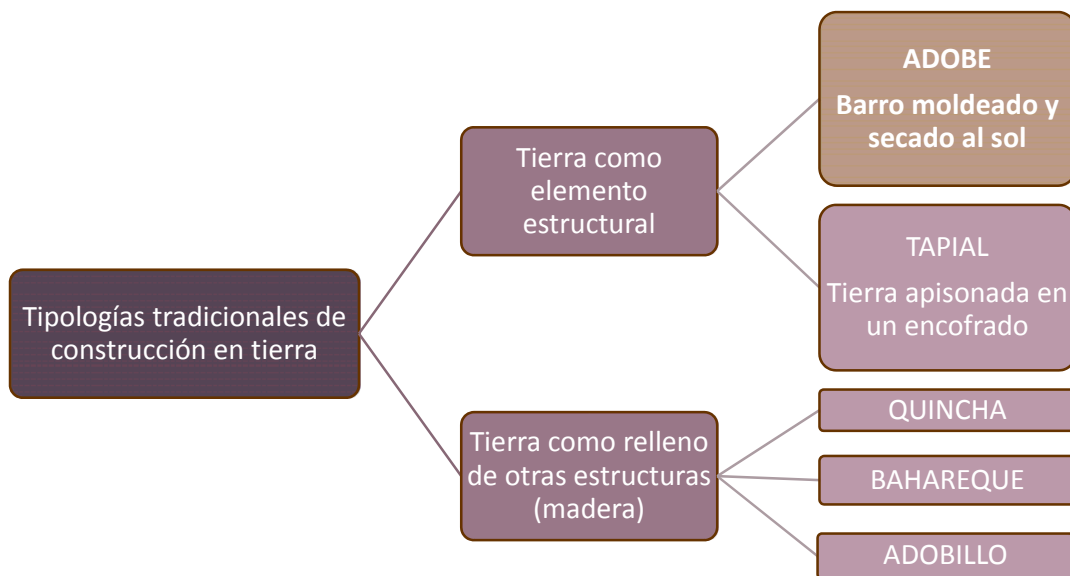 Tipologías tradicionales de
construcción en tierra
Tierra como
elemento
estructural
ADOBE
Barro moldeado y
secado al sol
TAPIAL
Tierra apisonada en
un encofrado
Tierra como relleno
de otras estructuras
(madera)
QUINCHA
BAHAREQUE
ADOBILLO